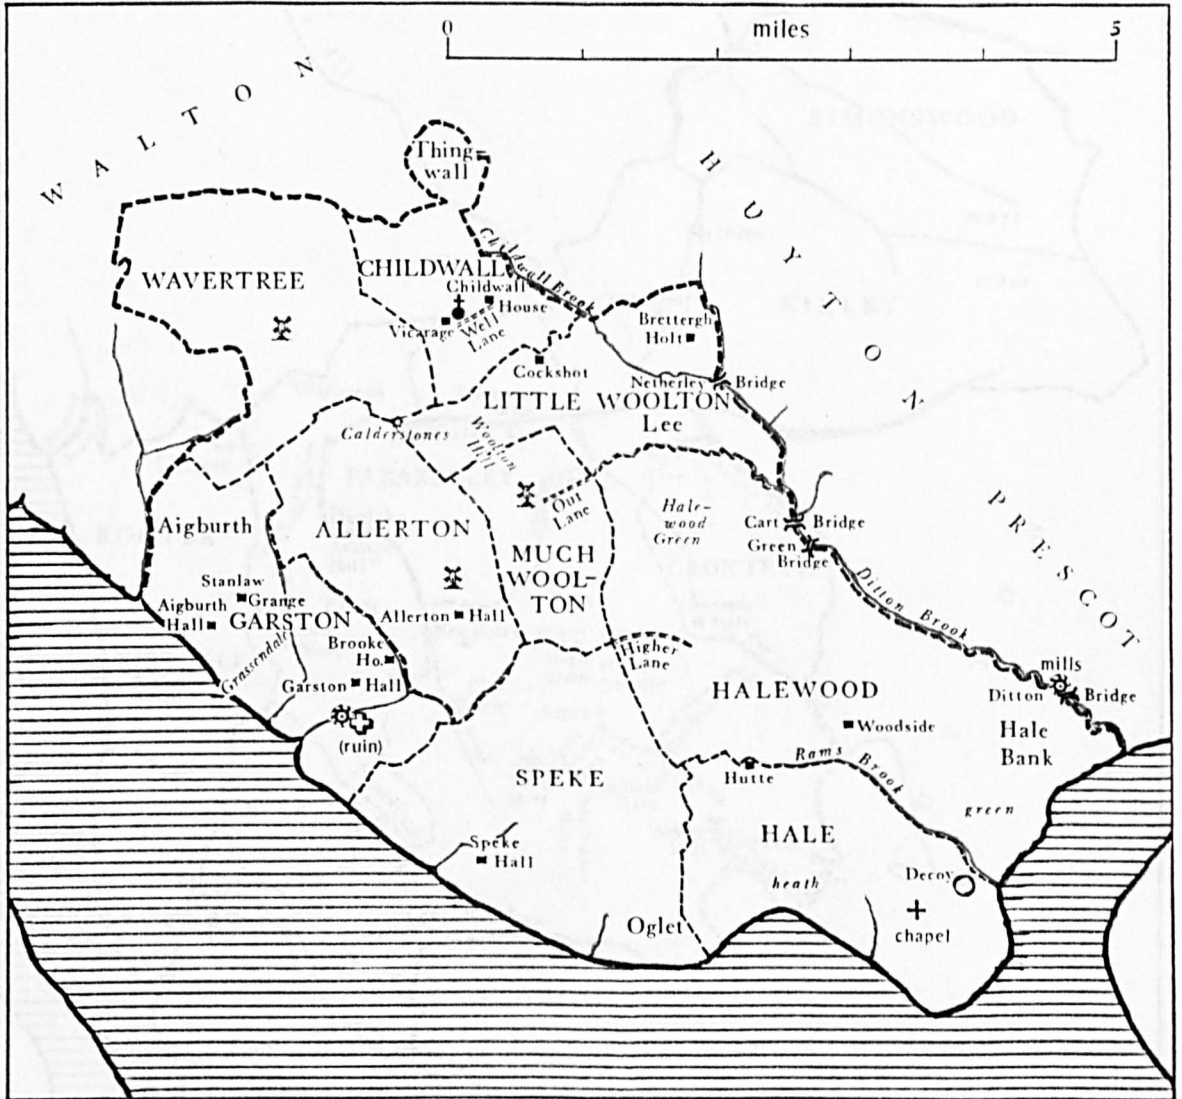 0 miles 5
WALTON
HUYTON
PRESCOT
Thing-
wall
Childwall Brook
WAVERTREE
CHILDWALL
Childwall
House
Vicarage
Well
Lane
Brettergh
Holt
Cockshot
Netherley Bridge
LITTLE WOOLTON
Lee
Calderstones
Woolton
Out
Lane
Hale-
wood
Green
Cart Bridge
Green
Bridge
Aigburth
ALLERTON
MUCH
WOOL-
TON
Ditton Brook
Stanlaw
Grange
Aigburth
Hall
GARSTON
Allerton Hall
Brooke
Ho.
Grassendale
Garston Hall
Higher
Lane
mills
Ditton Bridge
HALEWOOD
Woodside
Hale
Bank
(ruin)
SPEKE
Hutte
Rams Brook
green
HALE
Speke
Hall
heath
Decoy
Oglet
chapel